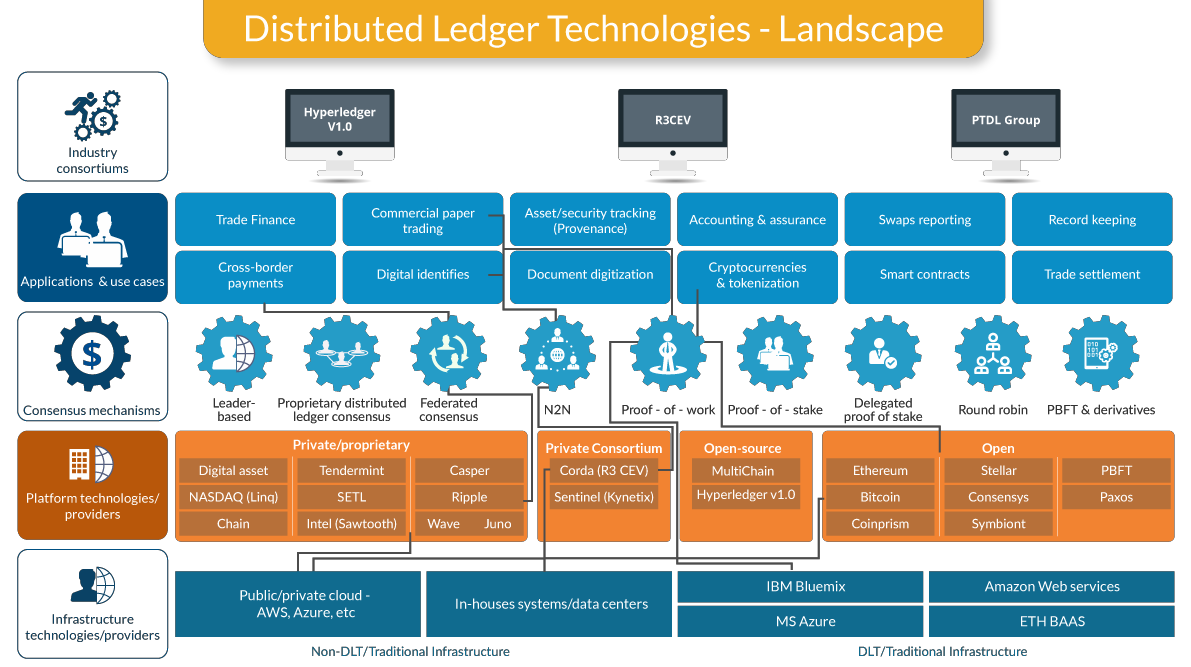 Distributed Ledger Technologies - Landscape
Industry
consortiums
Hyperledger
V1.0
R3CEV
PTDL Group
Applications & use cases
Trade Finance
Commercial paper
trading
Asset/security tracking
(Provenance)
Accounting & assurance
Swaps reporting
Record keeping
Cross-border
payments
Digital identifies
Document digitization
Cryptocurrencies
& tokenization
Smart contracts
Trade settlement
$
Consensus mechanisms
Leader-
based
Proprietary distributed
ledger consensus
Federated
consensus
N2N
Proof - of - work
Proof - of - stake
Delegated
proof of stake
Round robin
PBFT & derivatives
Platform technologies/
providers
Private/proprietary
Digital asset
Tendermint
Casper
NASDAQ (Linq)
SETL
Ripple
Chain
Intel (Sawtooth)
Wave Juno
Private Consortium
Corda (R3 CEV)
Sentinel (Kynetix)
Open-source
MultiChain
Hyperledger v1.0
Open
Ethereum
Stellar
PBFT
Bitcoin
Consensys
Paxos
Coinprism
Symbiont
Infrastructure
technologies/providers
Public/private cloud -
AWS, Azure, etc
In-houses systems/data centers
IBM Bluemix
Amazon Web services
MS Azure
ETH BAAS
Non-DLT/Traditional Infrastructure
DLT/Traditional Infrastructure